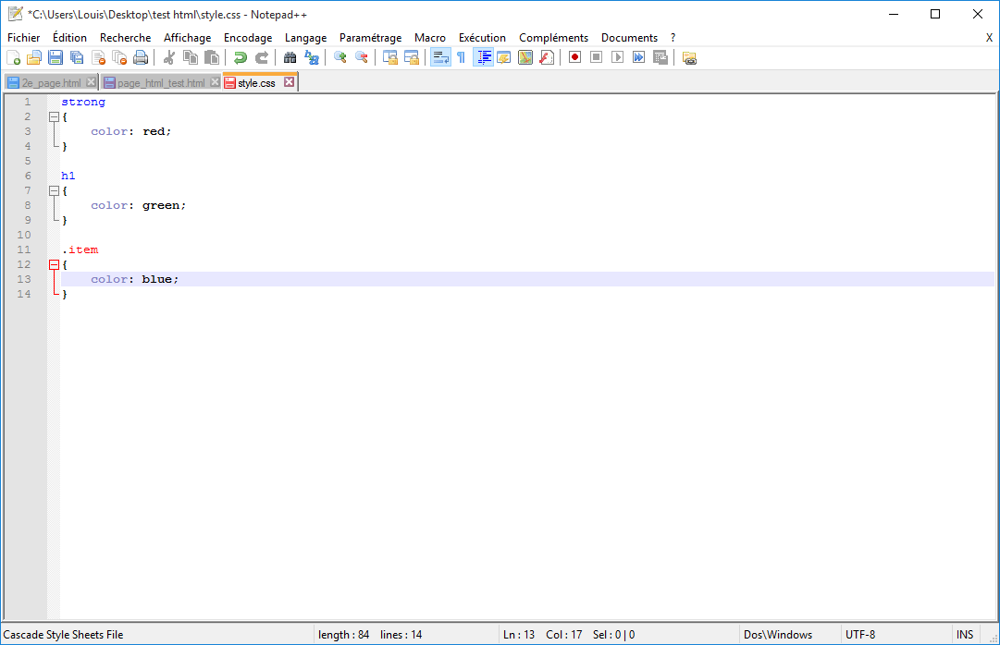 *C:\Users\Louis\Desktop\test html\style.css - Notepad++
Fichier Édition Recherche Affichage Encodage Langage Paramétrage Macro Exécution Compléments Documents ? X
2e_page.html page_html_test.html style.css
1 strong
2 {
3 color: red;
4 }
5
6 h1
7 {
8 color: green;
9 }
10
11 .item
12 {
13 color: blue;
14 }
Cascade Style Sheets File length : 84 lines : 14 Ln : 13 Col : 17 Sel : 0 | 0 Dos\Windows UTF-8 INS